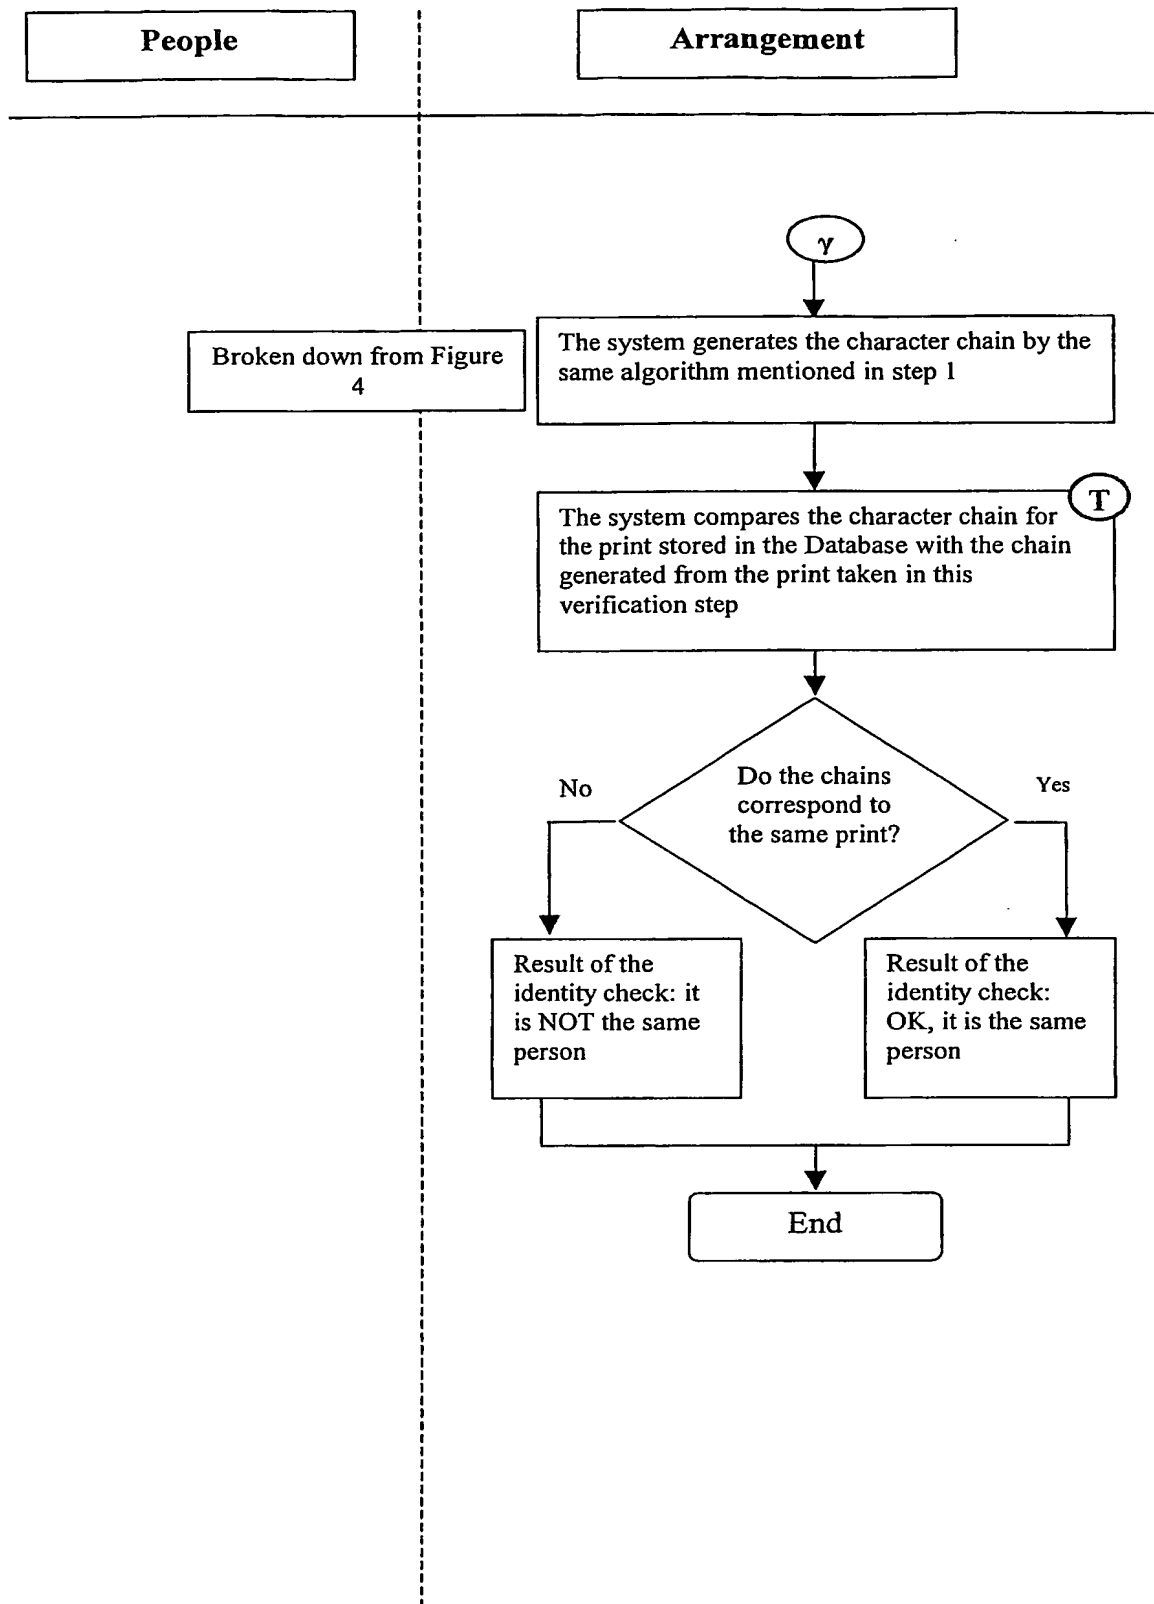 People
Arrangement
γ
Broken down from Figure
4
The system generates the character chain by the
same algorithm mentioned in step 1
T
The system compares the character chain for
the print stored in the Database with the chain
generated from the print taken in this
verification step
Do the chains
correspond to
the same print?
No
Yes
Result of the
identity check: it
is NOT the same
person
Result of the
identity check:
OK, it is the same
person
End